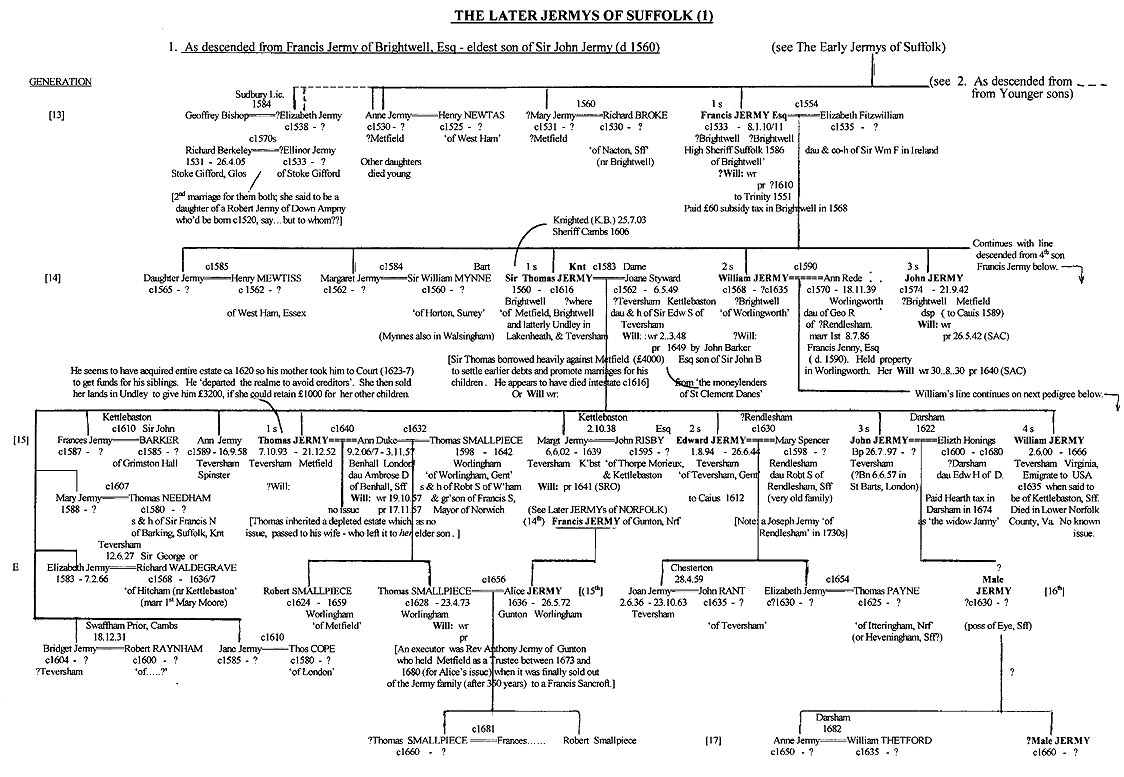 THE LATER JERMYS OF SUFFOLK (1)
1. As descended from Francis Jermy of Brightwell, Esq - eldest son of Sir John Jermy (d 1560)
(see The Early Jermys of Suffolk)
GENERATION
(see 2. As descended from
from Younger sons)
[13]
Sudbury Lic.
1584
Geoffrey Bishop ?Elizabeth Jermy
c1538 - ?
c1570s
Richard Berkeley ?Ellinor Jermy
1531 - 26.4.05 c1533 - ?
Stoke Gifford, Glos of Stoke Gifford
[2nd marriage for them both; she said to be a
daughter of a Robert Jermy of Down Ampny
who'd be born c1520, say... but to whom??]
Anne Jermy Henry NEWTAS
c1530 - ? c1525 - ?
?Metfield 'of West Ham'
Other daughters
died young
1560
?Mary Jermy Richard BROKE
c1531 - ? c1530 - ?
?Metfield 'of Nacton, Sff'
(nr Brightwell)
1 s c1554
Francis JERMY Esq Elizabeth Fitzwilliam
c1533 - 8.1.10/11 c1535 - ?
?Brightwell ?Brightwell
High Sheriff Suffolk 1586 dau & co-h of Sir Wm F in Ireland
of Brightwell'
?Will: wr
pr ?1610
to Trinity 1551
Paid £60 subsidy tax in Brightwell in 1568
Knighted (K.B.) 25.7.03
Sheriff Cambs 1606
Continues with line
descended from 4th son
Francis Jermy below.
[14]
c1585
Daughter Jermy Henry MEWTISS
c1565 - ? c1562 - ?
of West Ham, Essex
c1584 Bart
Margaret Jermy Sir William MYNNE
c1562 - ? c1560 - ?
'of Horton, Surrey'
(Mynnes also in Walsingham)
1 s Knt c1583 Dame
Sir Thomas JERMY Joane Styward
1560 - c1616 c1562 - 6.5.49
Brightwell ?where ?Teversham Kettlebaston
'of Metfield, Brightwell dau & h of Sir Edw S of
and latterly Undley in Teversham
Lakenheath, & Teversham Will: :wr 2..3.48
pr 1649 by John Barker
Esq son of Sir John B
[Sir Thomas borrowed heavily against Metfield (£4000)
to settle earlier debts and promote marriages for his
children . He appears to have died intestate c1616]
Or Will wr:
from 'the moneylenders
of St Clement Danes'
2 s c1590
William JERMY Ann Rede
c1568 - ?c1635 c1570 - 18.11.39
?Brightwell Worlingworth
'of Worlingworth' dau of Geo R
of ?Rendlesham.
?Will: marr 1st 8.7.86
Francis Jenny, Esq
( d. 1590). Held property
in Worlingworth. Her Will wr 30..8..30 pr 1640 (SAC)
3 s
John JERMY
c1574 - 21.9.42
?Brightwell Metfield
dsp ( to Cauis 1589)
Will: wr
pr 26.5.42 (SAC)
William's line continues on next pedigree below.
He seems to have acquired entire estate ca 1620 so his mother took him to Court (1623-7)
to get funds for his siblings. He 'departed the realme to avoid creditors'. She then sold
her lands in Undley to give him £3200, if she could retain £1000 for her other children.
[15]
Kettlebaston
c1610 Sir John
Frances Jermy BARKER
c1587 - ? c1585 - ?
of Grimston Hall
Ann Jermy
c1589 - 16.9.58
Teversham
Spinster
1 s c1640
Thomas JERMY Ann Duke
7.10.93 - 21.12.52 9.2.06/7 - 3.11.57
Teversham Metfield Benhall London
dau Ambrose D
?Will: of Benhall, Sff
Will: wr 19.10.57
no issue pr 17.11.57
[Thomas inherited a depleted estate which as no
issue, passed to his wife - who left it to her elder son . ]
c1632
Thomas SMALLPIECE
1598 - 1642
Worlingham
'of Worlingham, Gent'
s & h of Robt S of W'ham
& gr'son of Francis S,
Mayor of Norwich
Kettlebaston
2.10.38 Esq
Margt Jermy John RISBY
6.6.02 - 1639 c1595 - ?
Teversham K'bst 'of Thorpe Morieux,
& Kettlebaston
Will: pr 1641 (SRO)
(See Later Jermeys of NORFOLK)
(14th) Francis JERMY of Gunton, Nrf
?Rendlesham
2 s c1630
Edward JERMY Mary Spencer
1.8.94 - 26.6.44 c1598 - ?
Teversham Rendlesham
'of Teversham, Gent' dau Robt S of
Rendlesham, Sff
to Caius 1612 (very old family)
[Note: a Joseph Jermy 'of
Rendlesham' in 1730s]
Darsham
3 s 1622
John JERMY Elizth Honings
Bp 26.7.97 - ? c1600 - c1680
Teversham ?Darsham
(?Bn 6.6.57 in dau Edw H of D.
St Barts, London)
Paid Hearth tax in
Darsham in 1674
as 'the widow Jarmy'
4 s
William JERMY
2.6.00 - 1666
Teversham Virginia,
Emigrate to USA
c1635 when said to
be of Kettlebaston, Sff.
Died in Lower Norfolk
County, Va. No known
issue.
c1607
Mary Jermy Thomas NEEDHAM
1588 - ? c1580 - ?
s & h of Sir Francis N
of Barking, Suffolk, Knt
Teversham
12.6.27 Sir George or
E
Elizabeth Jermy Richard WALDEGRAVE
1583 - 7.2.66 c1568 - 1636/7
'of Hitcham (nr Kettlebaston'
(marr 1st Mary Moore)
Swaffham Prior, Cambs
18.12.31
Bridget Jermy Robert RAYNHAM
c1604 - ? c1600 - ?
?Teversham 'of.....?'
c1610
Jane Jermy Thos COPE
c1585 - ? c1580 - ?
'of London'
Robert SMALLPIECE
c1624 - 1659
Worlingham
'of Metfield'
c1656
Thomas SMALLPIECE Alice JERMY [(15th)
c1628 - 23.4.73 1636 - 26.5.72
Worlingham Gunton Worlingham
Will: wr
pr
[An executor was Rev Anthony Jermy of Gunton
who held Metfield as a Trustee between 1673 and
1680 (for Alice's issue) when it was finally sold out
of the Jermy family (after 350 years) to a Francis Sancroft.]
Chesterton
28.4.59
Joan Jermy John RANT
2.6.36 - 23.10.63 c1635 - ?
Teversham 'of Teversham'
c1654
Elizabeth Jermy Thomas PAYNE
c?1630 - ? c1625 - ?
'of Itteringham, Nrf
(or Heveningham, Sff?)
?
Male
JERMY
?c1630 - ?
(poss of Eye, Sff)
[16th]
?
c1681
?Thomas SMALLPIECE Frances......
c1660 - ?
Robert Smallpiece
[17]
Darsham
1682
Anne Jermy William THETFORD
c1650 - ? c1635 - ?
?Male JERMY
c1660 - ?